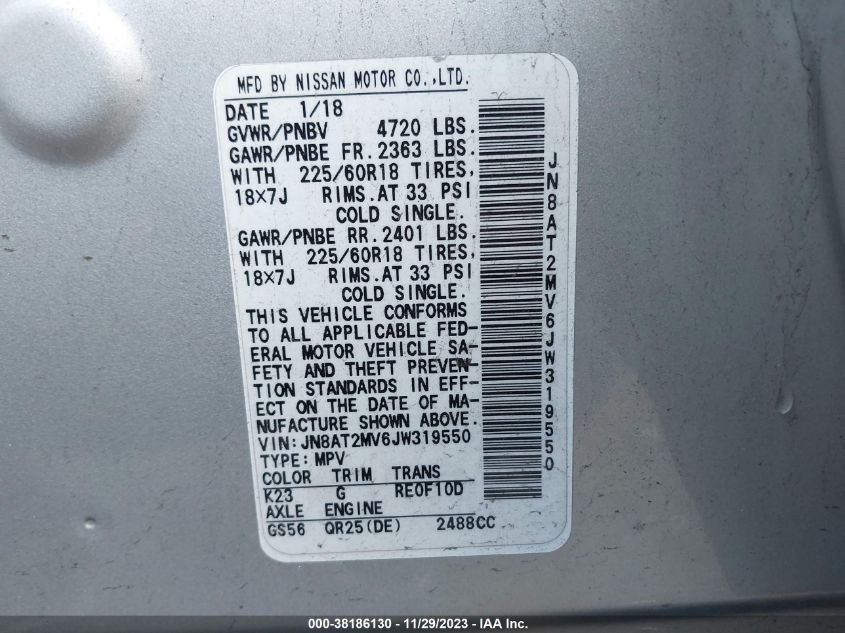 MFD BY NISSAN MOTOR CO.,LTD.
DATE 1/18
GVWR/PNBV 4720 LBS.
GAWR/PNBE FR. 2363 LBS.
WITH 225/60R18 TIRES,
18×7J RIMS.AT 33 PSI
COLD SINGLE.
GAWR/PNBE RR. 2401 LBS.
WITH 225/60R18 TIRES,
18×7J RIMS.AT 33 PSI
COLD SINGLE.
THIS VEHICLE CONFORMS
TO ALL APPLICABLE FED-
ERAL MOTOR VEHICLE SA-
FETY AND THEFT PREVEN-
TION STANDARDS IN EFF-
ECT ON THE DATE OF MA-
NUFACTURE SHOWN ABOVE.
VIN:JN8AT2MV6JW319550
TYPE:MPV
COLOR TRIM TRANS
K23 G RE0F10D
AXLE ENGINE
GS56 QR25(DE) 2488CC
JN8AT2MV6JW319550
000-38186130 - 11/29/2023 - IAA Inc.